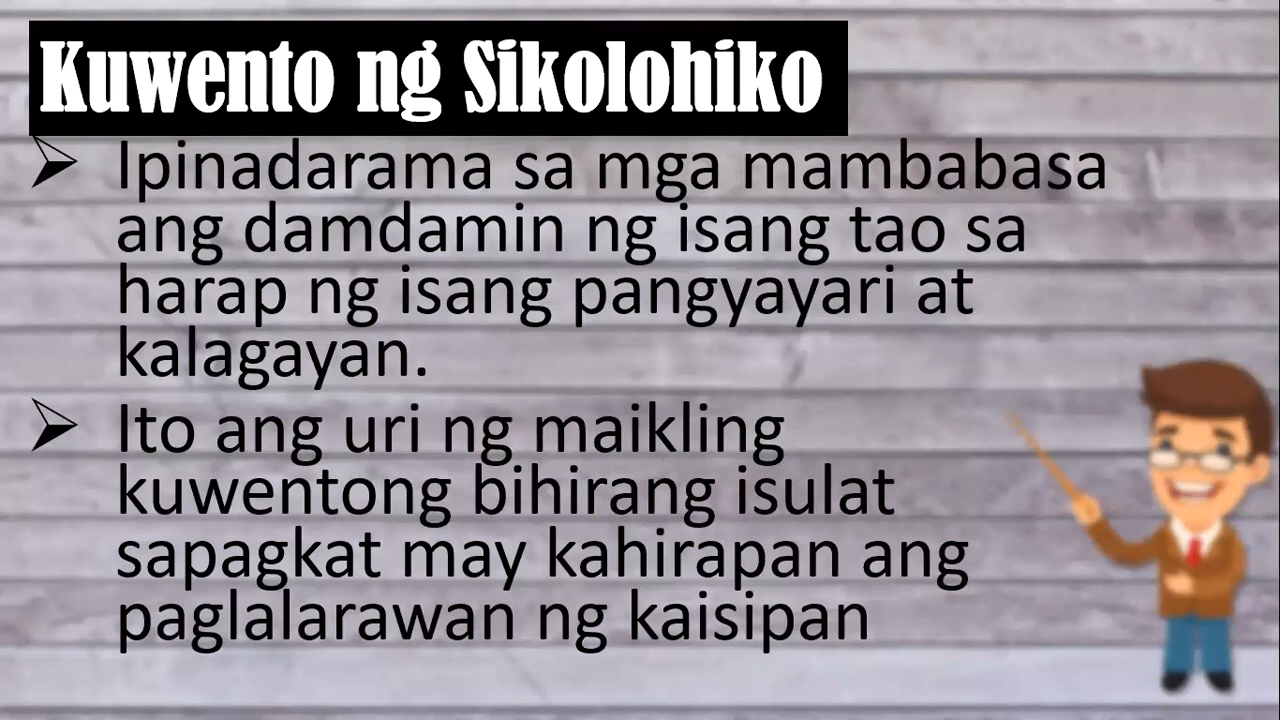 Kuwento ng Sikolohiko
Ipinadarama sa mga mambabasa
ang damdamin ng isang tao sa
harap ng isang pangyayari at
kalagayan.
Ito ang uri ng maikling
kuwentong bihirang isulat
sapagkat may kahirapan ang
paglalarawan ng kaisipan